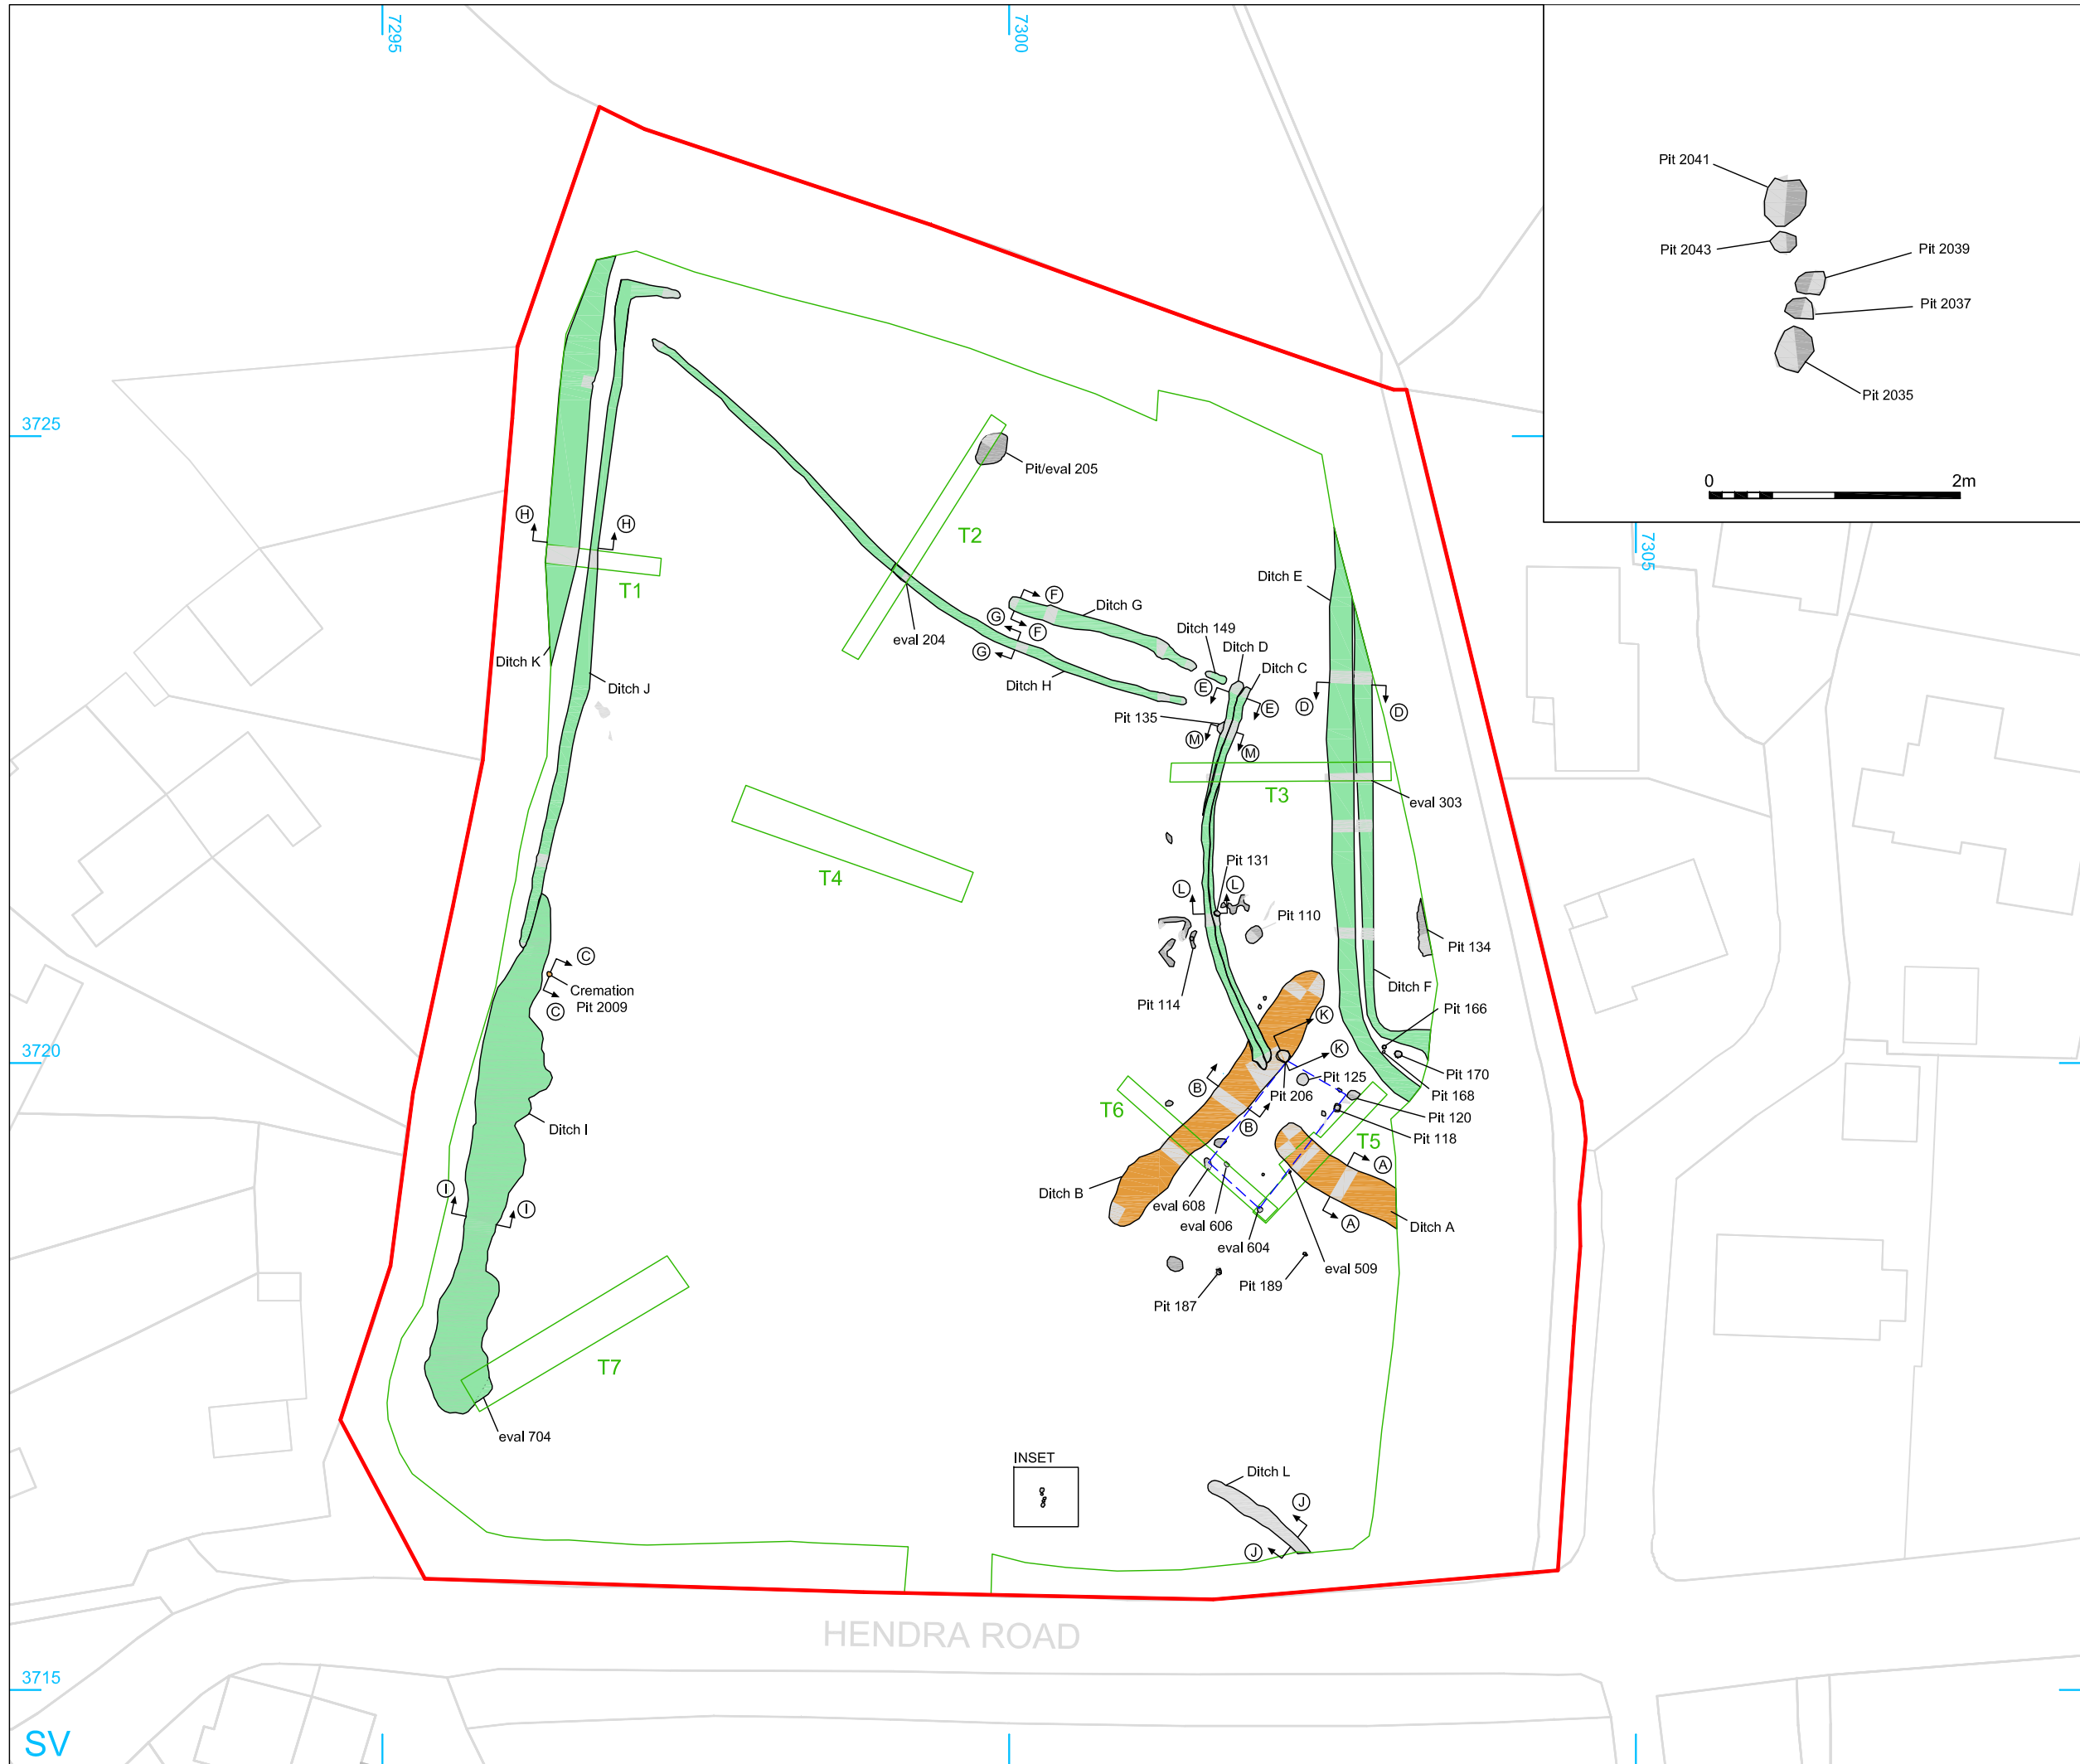 7295
7300
Pit 2041
Pit 2043
Pit 2039
Pit 2037
Pit 2035
0
2m
3725
7305
Pit/eval 205
H
H
T2
T1
Ditch E
F
Ditch G
G
F
eval 204
Ditch 149
G
Ditch D
Ditch K
Ditch C
Ditch H
Ditch J
E
E
D
D
Pit 135
M
M
T3
eval 303
T4
Pit 131
L
L
Pit 110
Pit 134
C
Cremation
Pit 2009
C
Pit 114
Ditch F
K
Pit 166
3720
K
Pit 125
Pit 170
B
Pit 206
Pit 168
T6
Pit 120
B
T5
Pit 118
Ditch I
A
I
Ditch B
eval 608
I
eval 606
A
Ditch A
eval 604
eval 509
Pit 189
Pit 187
T7
eval 704
INSET
Ditch L
J
J
HENDRA ROAD
3715
SV